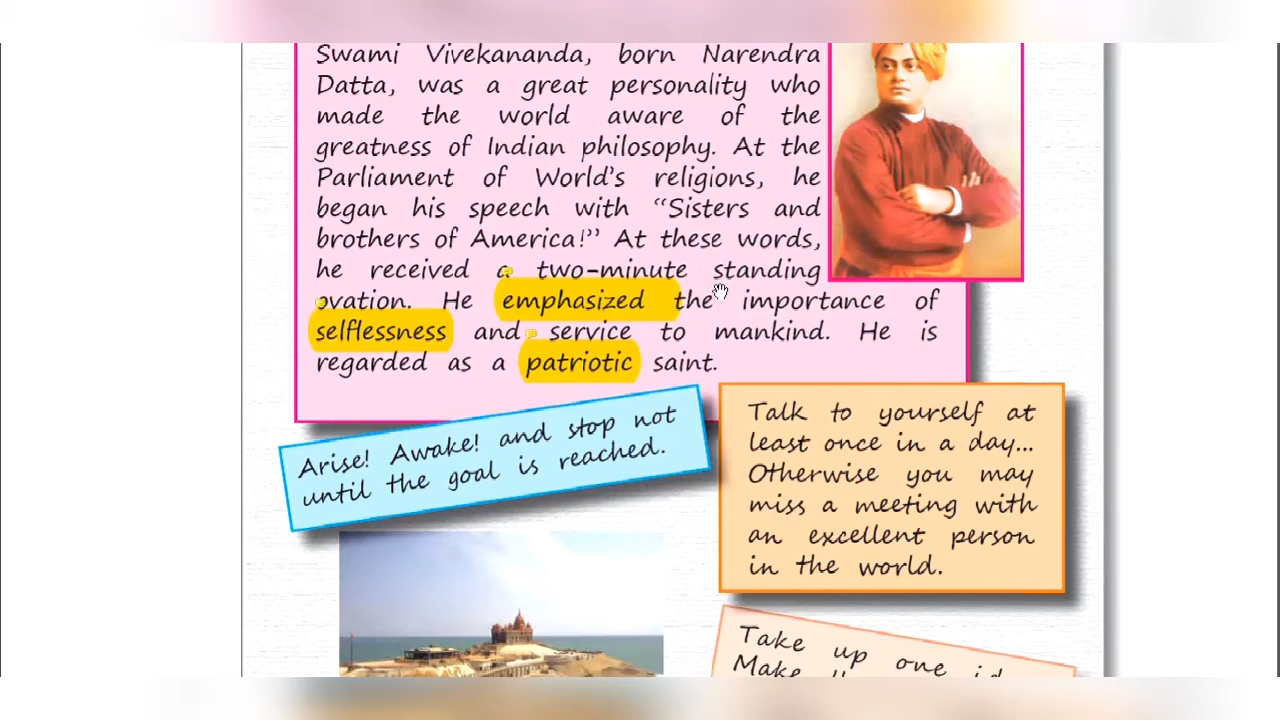 Swami Vivekananda, born Narendra
Datta, was a great personality who
made the world aware of the
greatness of Indian philosophy. At the
Parliament of World's religions, he
began his speech with “Sisters and
brothers of America!” At these words,
he received a two-minute standing
ovation. He emphasized the importance of
selflessness and service to mankind. He is
regarded as a patriotic saint.
Arise! Awake! and stop not
until the goal is reached.
Talk to yourself at
least once in a day...
Otherwise you may
miss a meeting with
an excellent person
in the world.
Take up one
Make